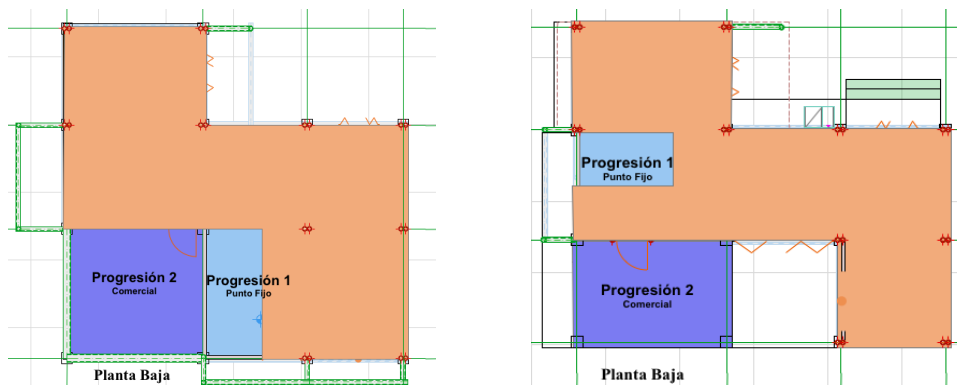 Progresión 1
Punto Fijo
Progresión 2
Comercial
Planta Baja
Progresión 1
Punto Fijo
Progresión 2
Comercial
Planta Baja